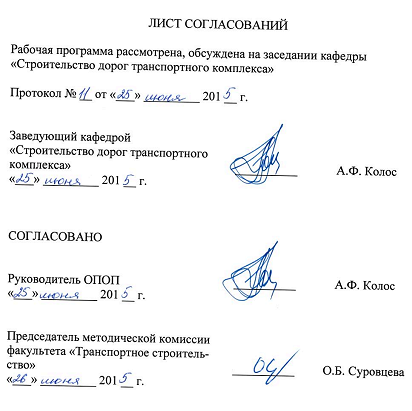 ЛИСТ СОГЛАСОВАНИЙ
Рабочая программа рассмотрена, обсуждена на заседании кафедры
«Строительство дорог транспортного комплекса»
Протокол № 11 от «25» июня 2015 г.
Заведующий кафедрой
«Строительство дорог транспортного
комплекса» А.Ф. Колос
«25» июня 2015 г.
СОГЛАСОВАНО
Руководитель ОПОП А.Ф. Колос
«25» июня 2015 г.
Председатель методической комиссии
факультета «Транспортное строитель-
ство» О.Б. Суровцева
«26» июня 2015 г.